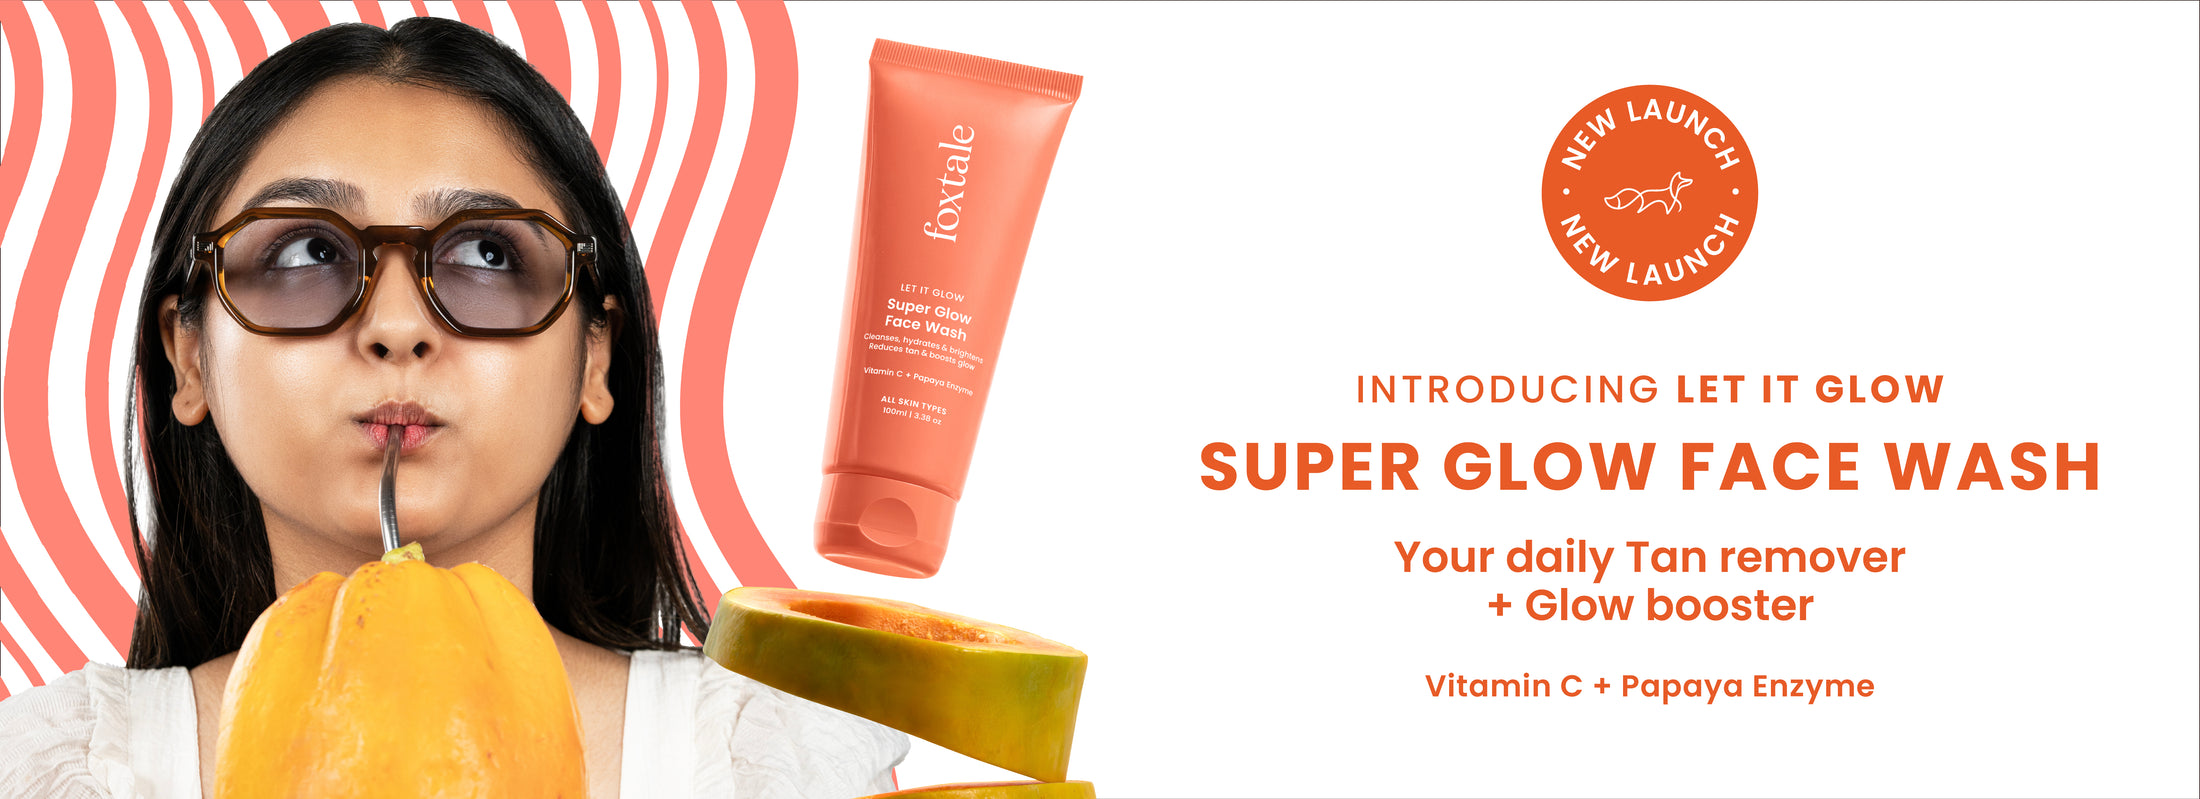 foxtale
LET IT GLOW
Super Glow
Face Wash
Cleanses, hydrates & brightens
Reduces tan & boosts glow
Vitamin C + Papaya Enzyme
ALL SKIN TYPES
100ml | 3.38 oz
NEW LAUNCH
NEW LAUNCH
INTRODUCING LET IT GLOW
SUPER GLOW FACE WASH
Your daily Tan remover
+ Glow booster
Vitamin C + Papaya Enzyme